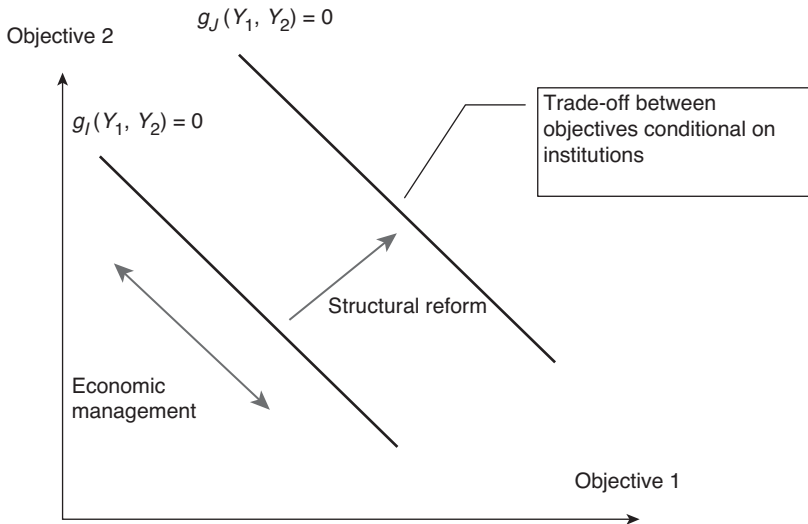 g_J (Y_1, Y_2) = 0
Objective 2
g_I (Y_1, Y_2) = 0
Trade-off between
objectives conditional on
institutions
Structural reform
Economic
management
Objective 1